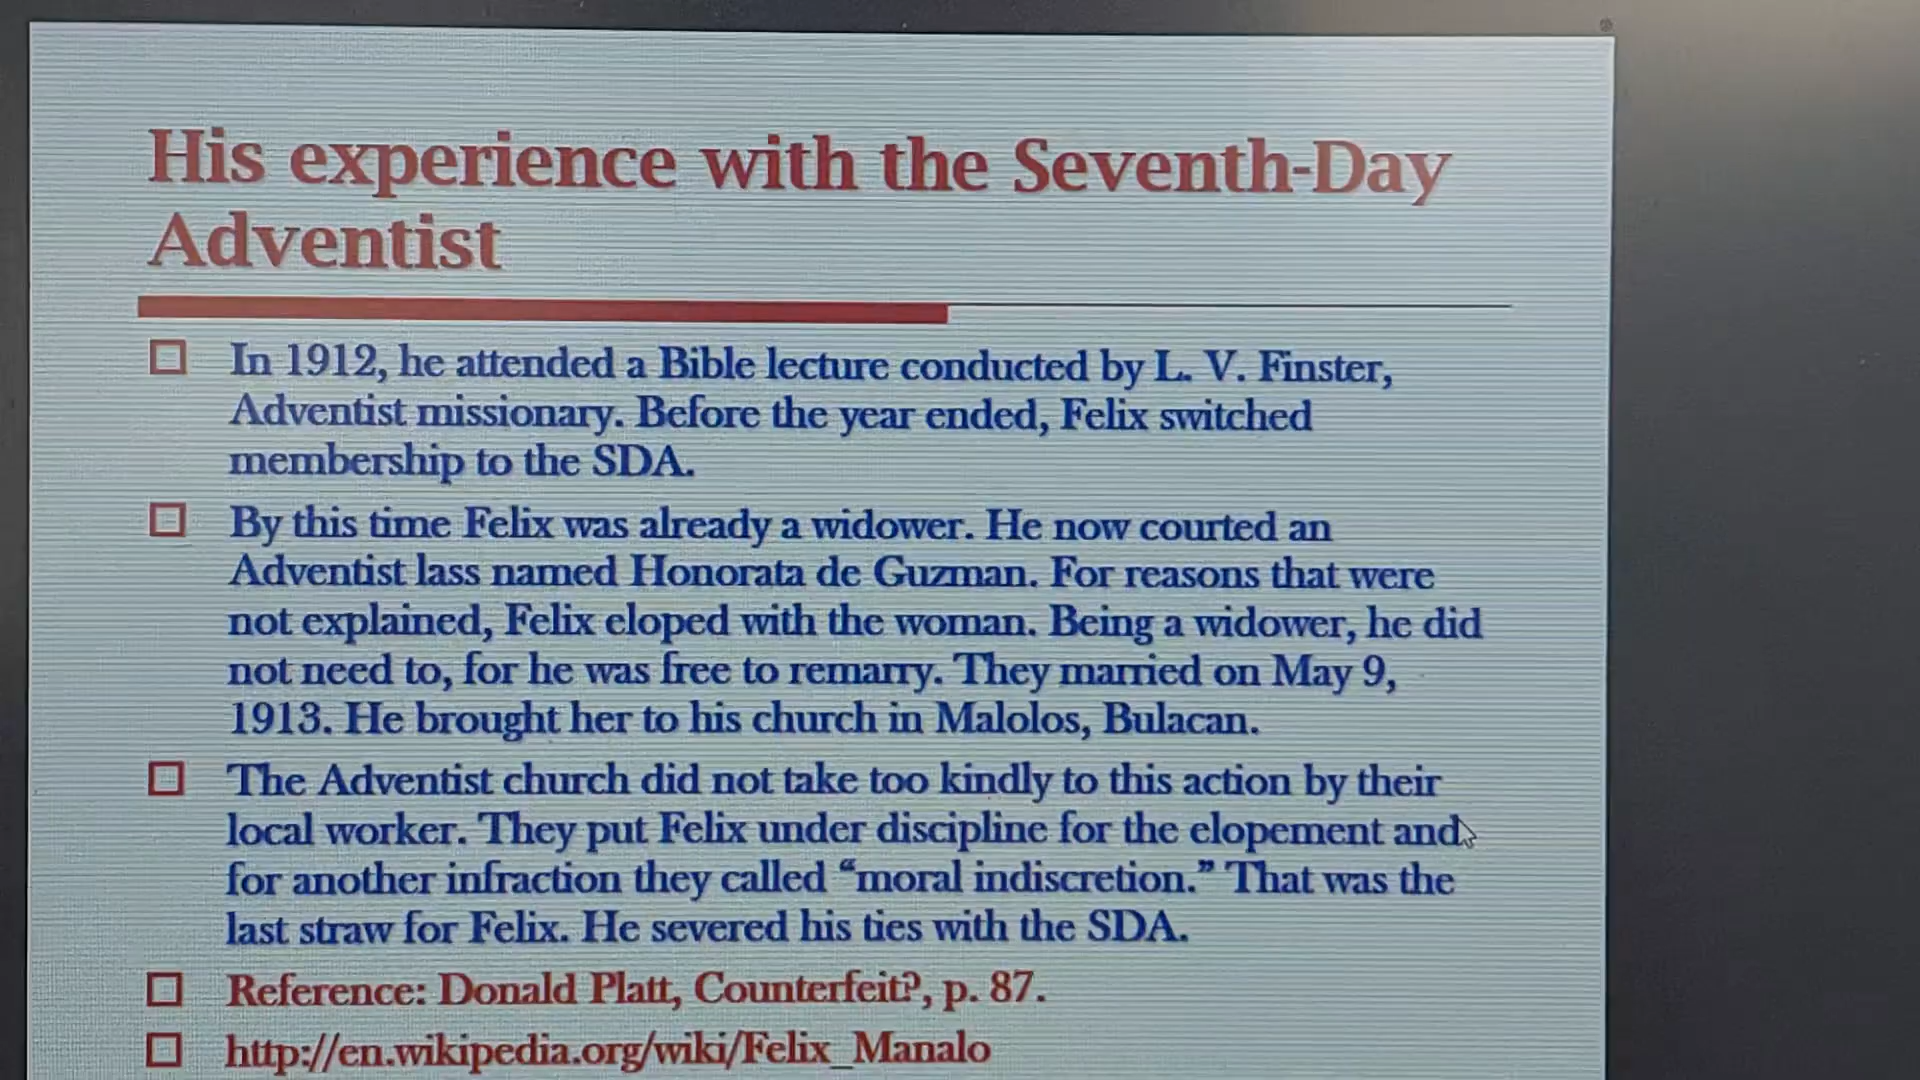 His experience with the Seventh-Day
Adventist
In 1912, he attended a Bible lecture conducted by L. V. Finster,
Adventist missionary. Before the year ended, Felix switched
membership to the SDA.
By this time Felix was already a widower. He now courted an
Adventist lass named Honorata de Guzman. For reasons that were
not explained, Felix eloped with the woman. Being a widower, he did
not need to, for he was free to remarry. They married on May 9,
1913. He brought her to his church in Malolos, Bulacan.
The Adventist church did not take too kindly to this action by their
local worker. They put Felix under discipline for the elopement and
for another infraction they called “moral indiscretion.” That was the
last straw for Felix. He severed his ties with the SDA.
Reference: Donald Platt, Counterfeit?, p. 87.
http://en.wikipedia.org/wiki/Felix_Manalo